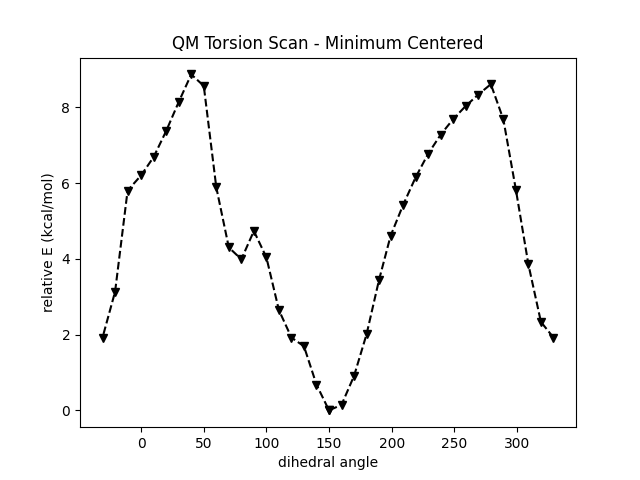 QM Torsion Scan - Minimum Centered
relative E (kcal/mol)
8
6
4
2
0
0 50 100 150 200 250 300
dihedral angle